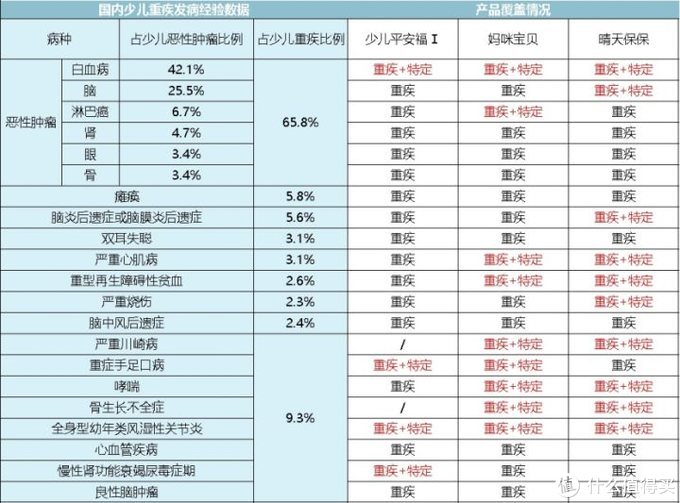 国内少儿重疾发病经验数据 产品覆盖情况
病种 占少儿恶性肿瘤比例 占少儿重疾比例 少儿平安福 I 妈咪宝贝 晴天保保
恶性肿瘤 白血病 42.1% 65.8% 重疾+特定 重疾+特定 重疾+特定
脑 25.5% 重疾 重疾 重疾+特定
淋巴癌 6.7% 重疾 重疾+特定 重疾
肾 4.7% 重疾 重疾 重疾
眼 3.4% 重疾 重疾 重疾
骨 3.4% 重疾 重疾 重疾
瘫痪 5.8% 重疾 重疾 重疾
脑炎后遗症或脑膜炎后遗症 5.6% 重疾 重疾 重疾+特定
双耳失聪 3.1% 重疾 重疾 重疾
严重心肌病 3.1% 重疾 重疾+特定 重疾+特定
重型再生障碍性贫血 2.6% 重疾 重疾+特定 重疾+特定
严重烧伤 2.3% 重疾 重疾 重疾+特定
脑中风后遗症 2.4% 重疾 重疾 重疾
严重川崎病 9.3% / 重疾+特定 重疾+特定
重症手足口病 重疾+特定 重疾+特定 重疾
哮喘 重疾 重疾+特定 重疾+特定
骨生长不全症 / 重疾+特定 重疾+特定
全身型幼年类风湿性关节炎 重疾+特定 重疾+特定 重疾+特定
心血管疾病 重疾 重疾 重疾
慢性肾功能衰竭尿毒症期 重疾+特定 重疾 重疾
良性脑肿瘤 重疾 重疾 重疾
值 什么值得买